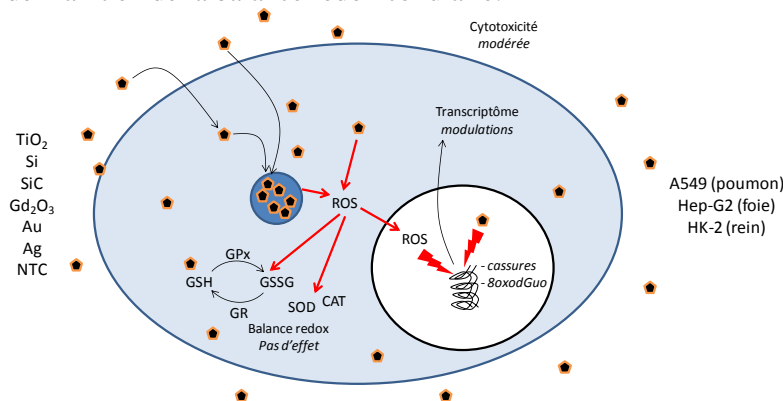 Cytotoxicité
modérée
Transcriptôme
modulations
TiO2
Si
SiC
Gd2O3
Au
Ag
NTC
A549 (poumon)
Hep-G2 (foie)
HK-2 (rein)
ROS
ROS
- cassures
- 8oxodGuo
GPx
GSH
GSSG
GR
SOD
CAT
Balance redox
Pas d'effet